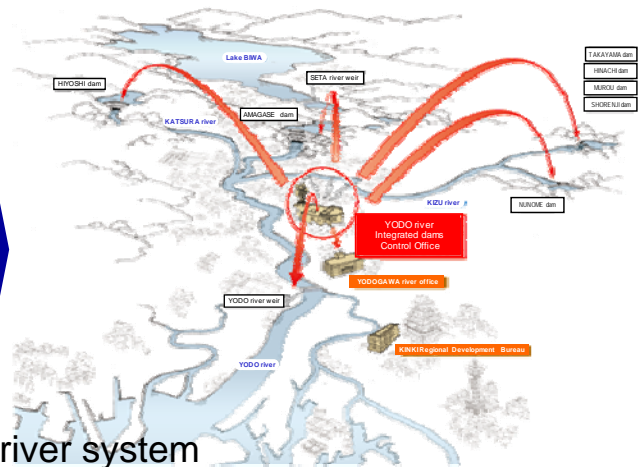 Lake BIWA
TAKAYAMA dam
HINACHI dam
MUROU dam
SHORENJI dam
SETA river weir
HIYOSHI dam
AMAGASE dam
KATSURA river
KIZU river
NUNOME dam
YODO river
Integrated dams
Control Office
YODOGAWA river office
YODO river weir
KINKI Regional Development Bureau
YODO river
river system